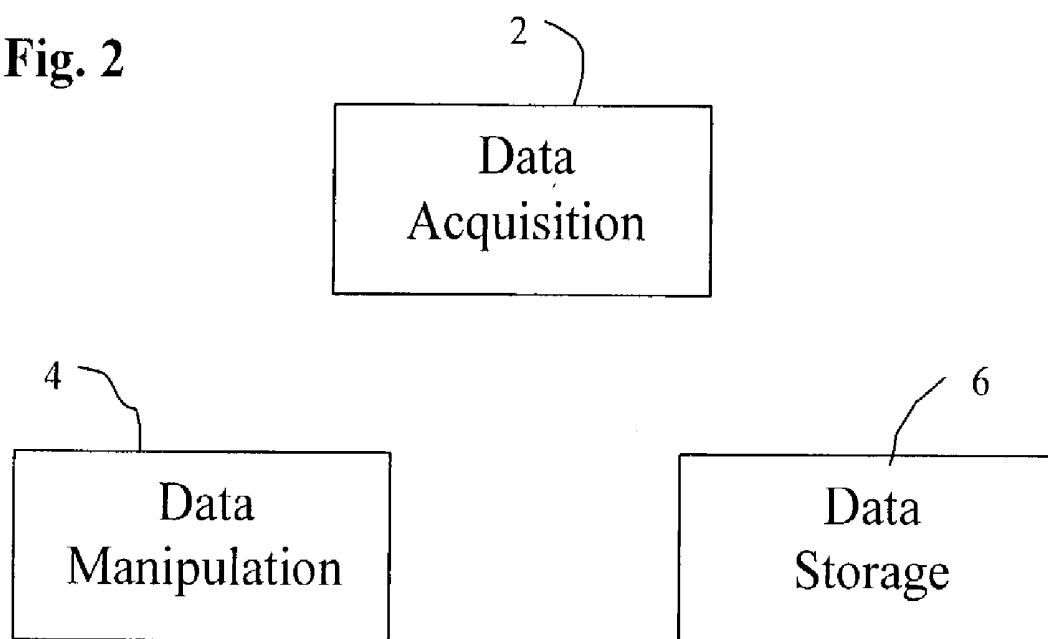 Fig. 2
2
Data
Acquisition
4
6
Data
Manipulation
Data
Storage